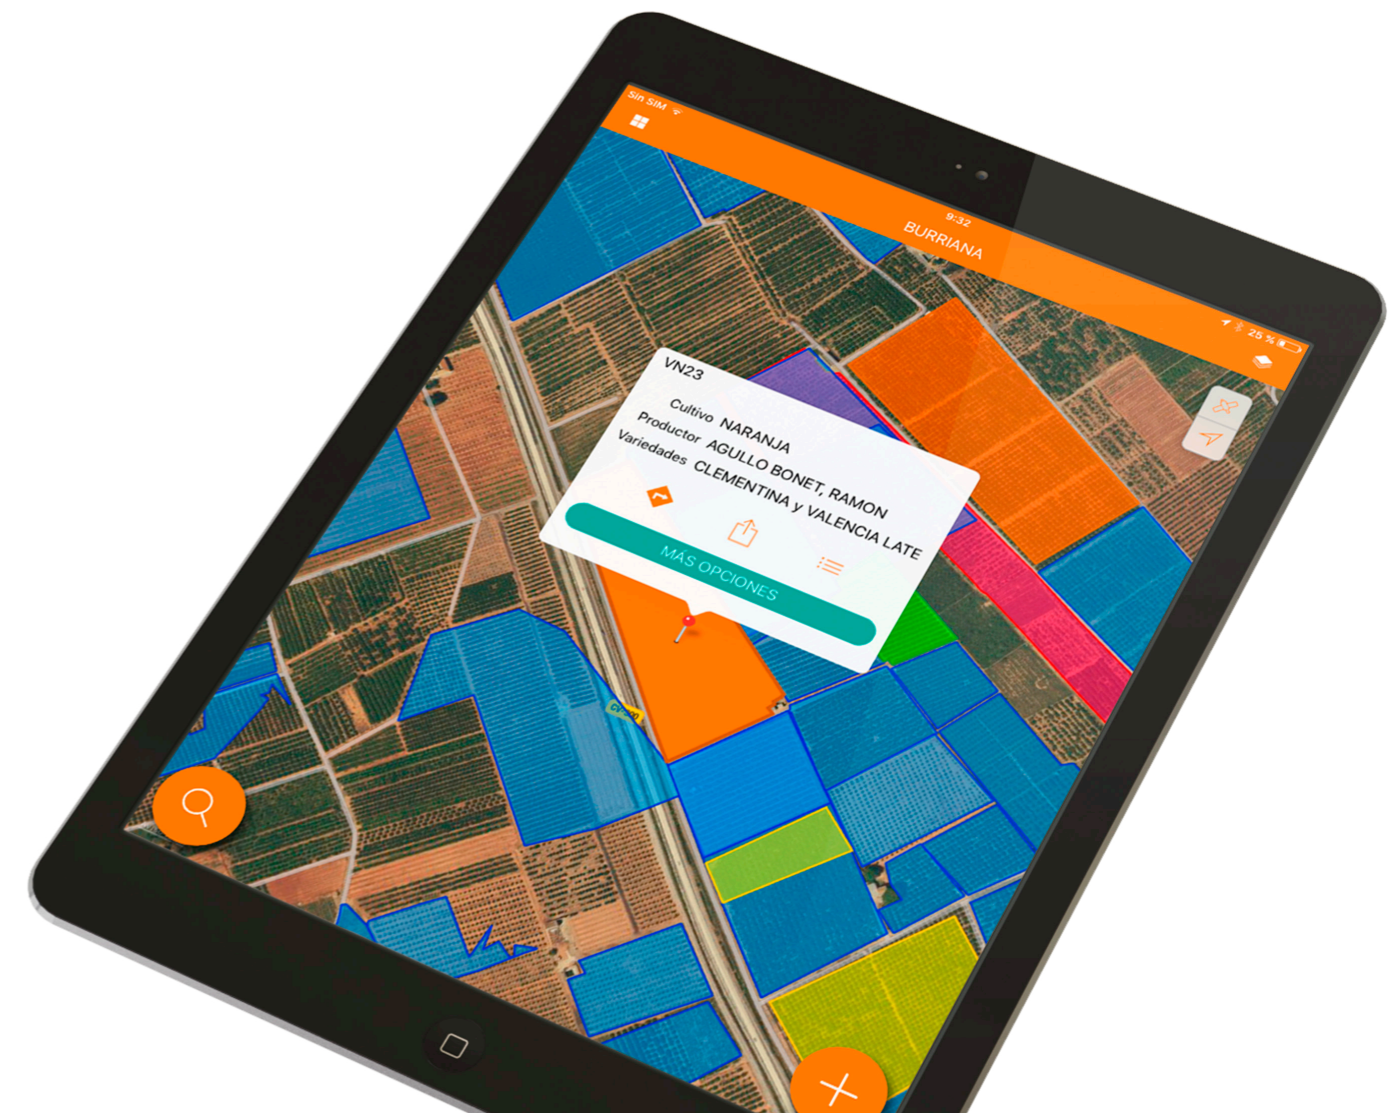 Sin SIM
9:32
25 %
BURRIANA
VN23
Cultivo NARANJA
Productor AGULLO BONET, RAMON
Variedades CLEMENTINA y VALENCIA LATE
MÁS OPCIONES